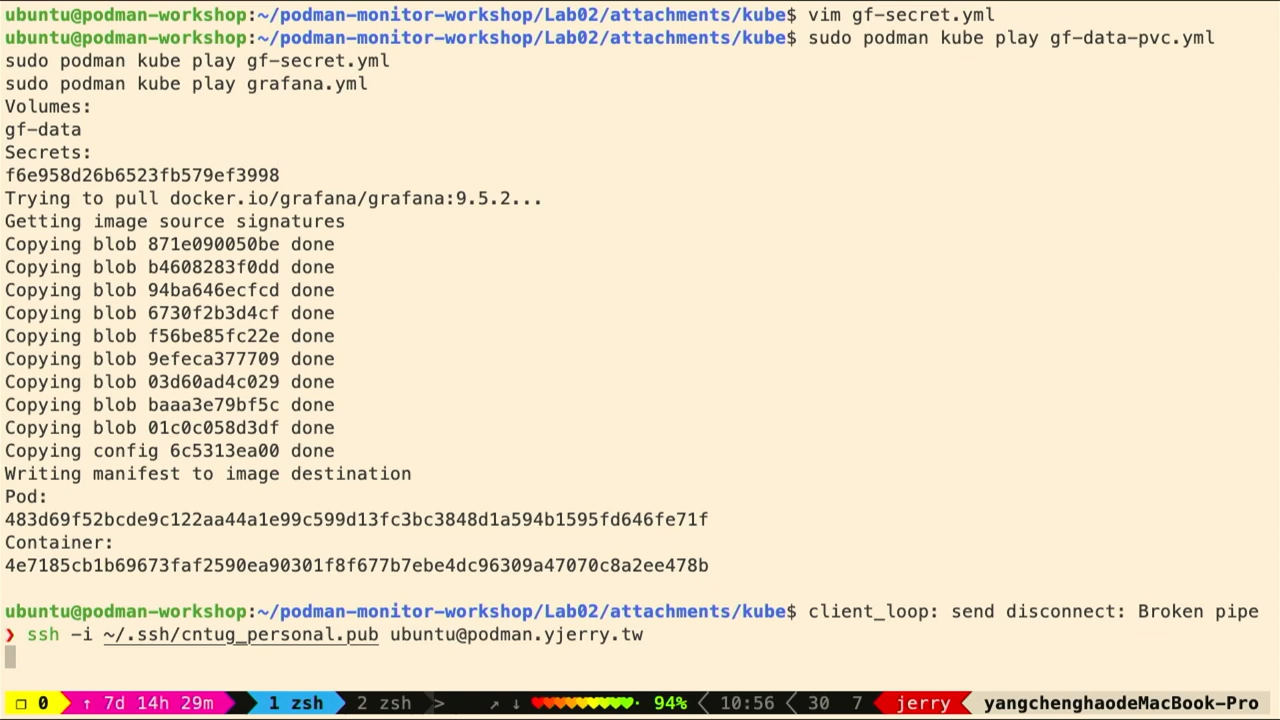 ubuntu@podman-workshop:~/podman-monitor-workshop/Lab02/attachments/kube$ vim gf-secret.yml
ubuntu@podman-workshop:~/podman-monitor-workshop/Lab02/attachments/kube$ sudo podman kube play gf-data-pvc.yml
sudo podman kube play gf-secret.yml
sudo podman kube play grafana.yml
Volumes:
gf-data
Secrets:
f6e958d26b6523fb579ef3998
Trying to pull docker.io/grafana/grafana:9.5.2...
Getting image source signatures
Copying blob 871e090050be done
Copying blob b4608283f0dd done
Copying blob 94ba646ecfcd done
Copying blob 6730f2b3d4cf done
Copying blob f56be85fc22e done
Copying blob 9efeca377709 done
Copying blob 03d60ad4c029 done
Copying blob baaa3e79bf5c done
Copying blob 01c0c058d3df done
Copying config 6c5313ea00 done
Writing manifest to image destination
Pod:
483d69f52bcde9c122aa44a1e99c599d13fc3bc3848d1a594b1595fd646fe71f
Container:
4e7185cb1b69673faf2590ea90301f8f677b7ebe4dc96309a47070c8a2ee478b
ubuntu@podman-workshop:~/podman-monitor-workshop/Lab02/attachments/kube$ client_loop: send disconnect: Broken pipe
❯ ssh -i ~/.ssh/cntug_personal.pub ubuntu@podman.yjerry.tw
❐ 0 ↑ 7d 14h 29m 1 zsh 2 zsh > ↗ ↓ ♥♥♥♥♥♥♥♥♥· 94% 10:56 30 7 jerry yangchenghaodeMacBook-Pro